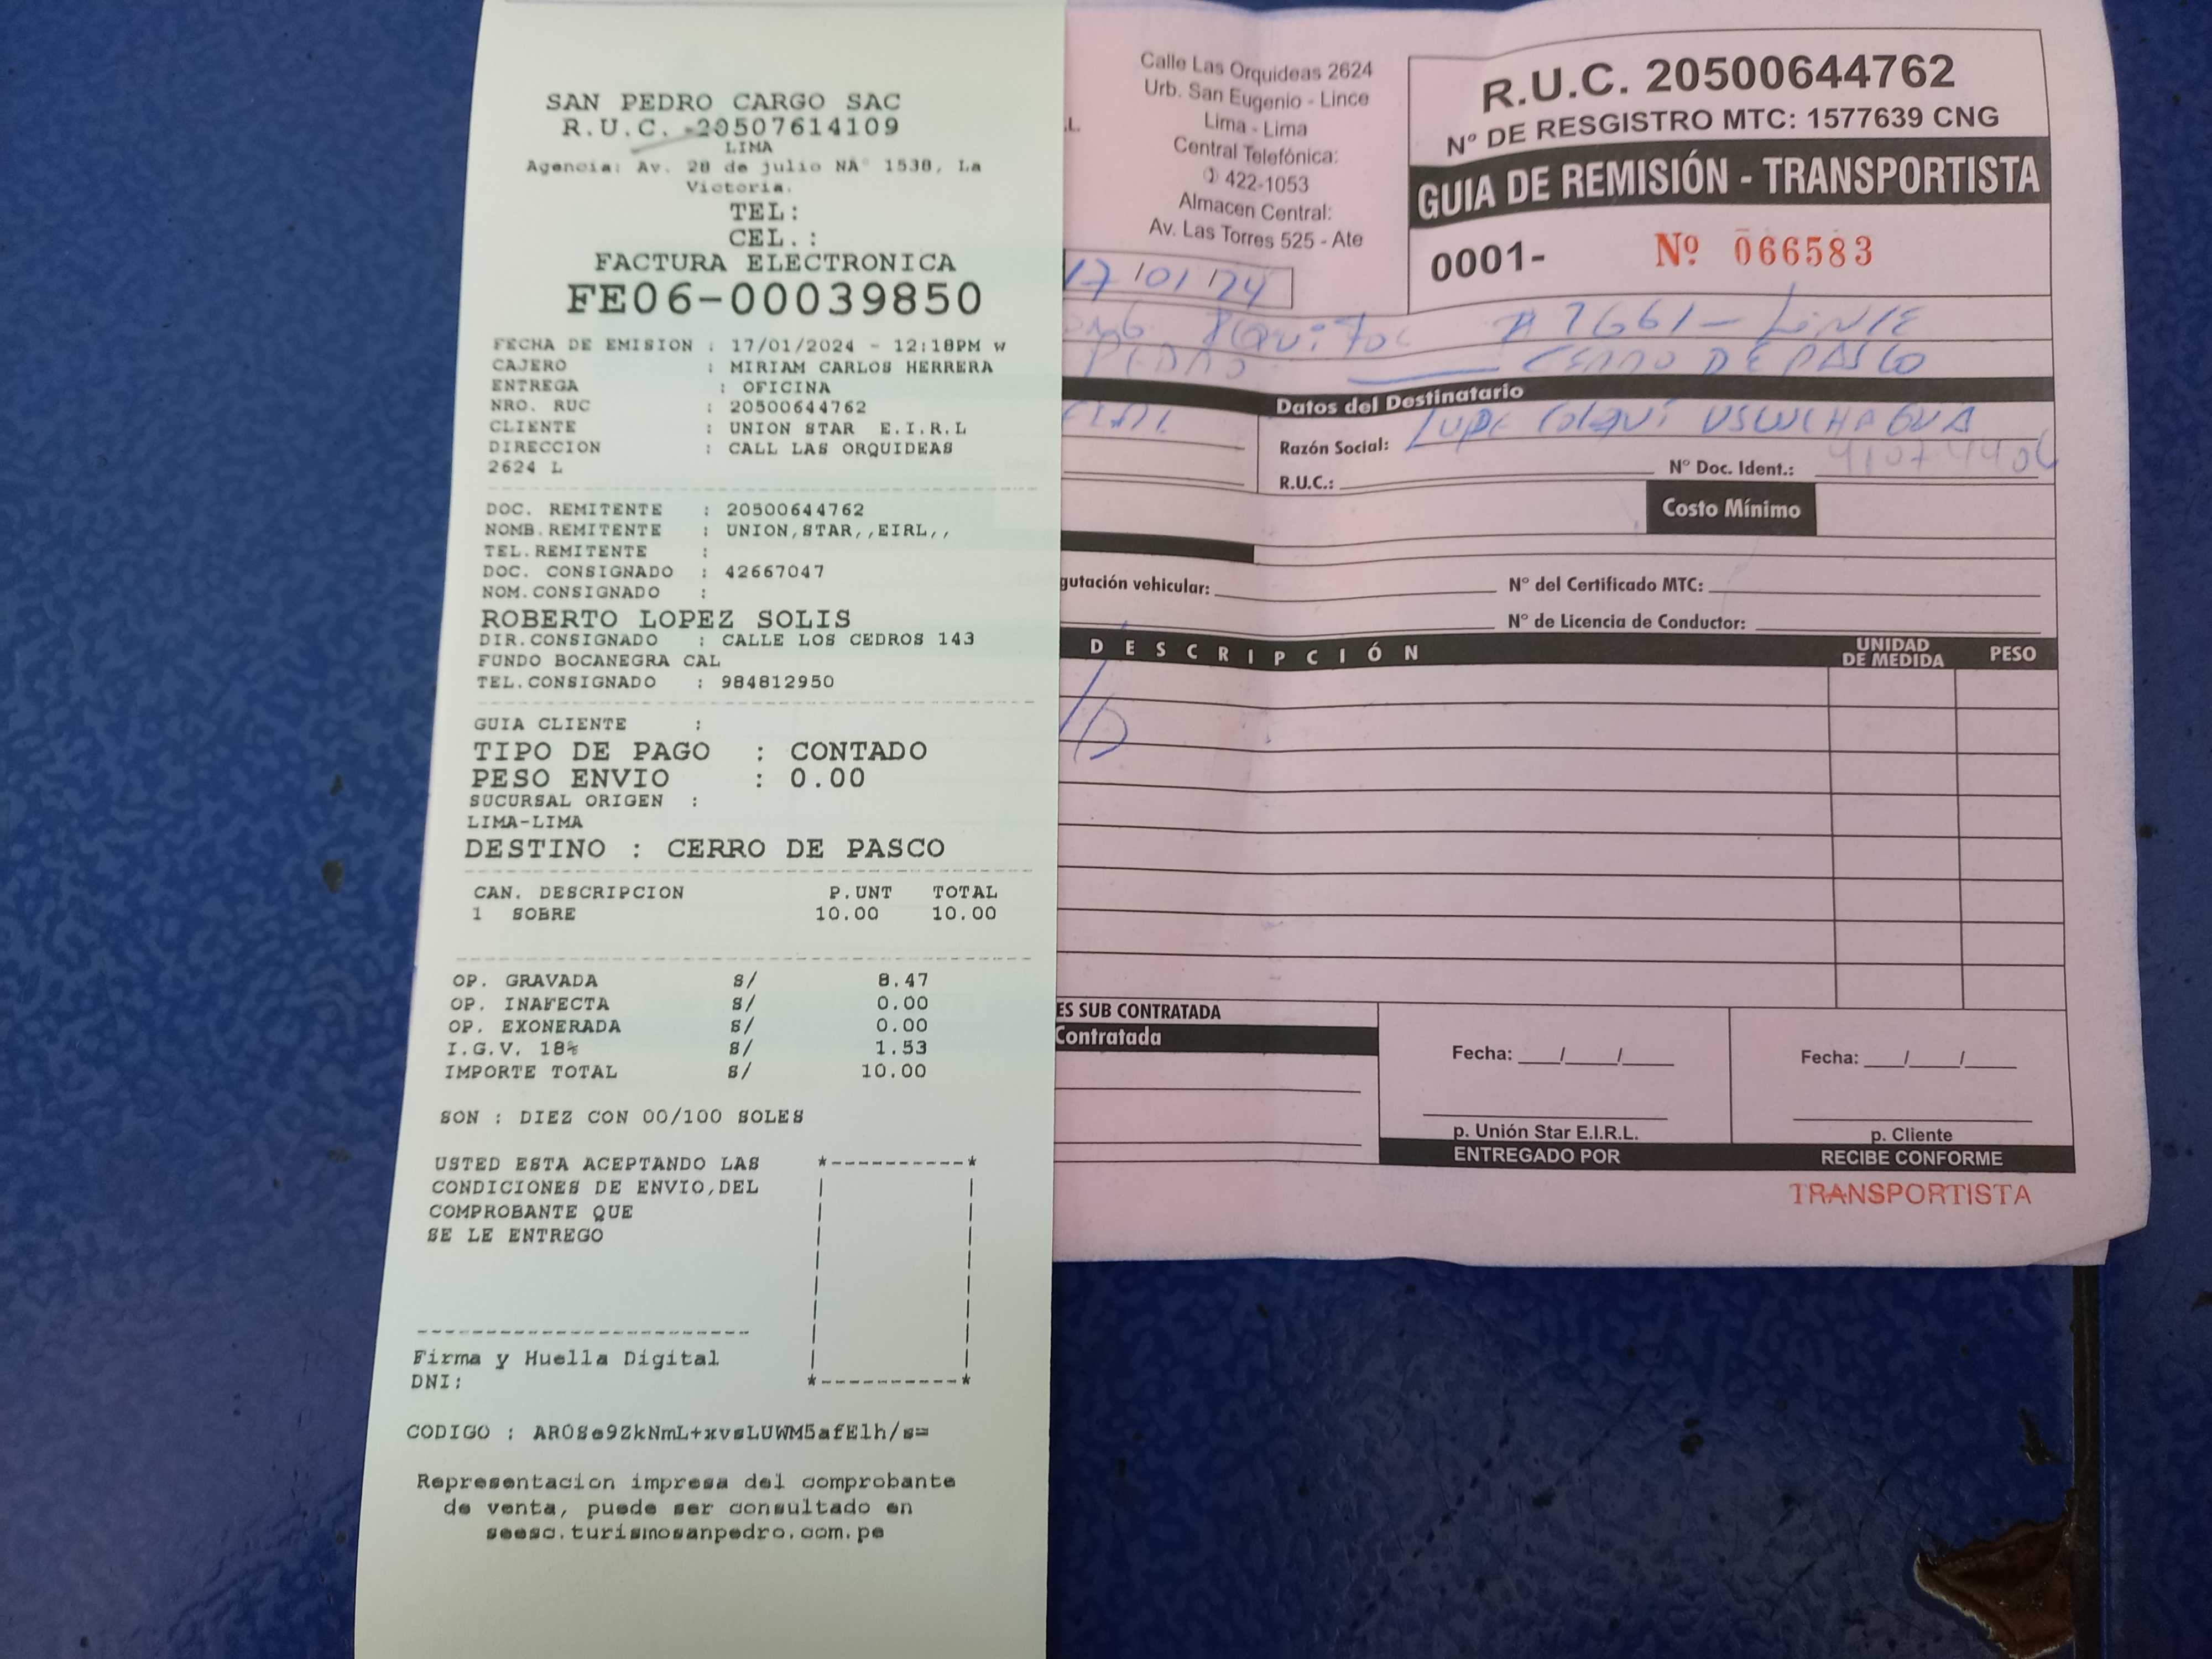 SAN PEDRO CARGO SAC
R.U.C. -20507614109
LIMA
Agencia: Av. 28 de julio NÂ° 1538, La
Victoria.
TEL:
CEL.:
FACTURA ELECTRONICA
FE06-00039850
FECHA DE EMISION : 17/01/2024 - 12:18PM w
CAJERO : MIRIAM CARLOS HERRERA
ENTREGA : OFICINA
NRO. RUC : 20500644762
CLIENTE : UNION STAR E.I.R.L
DIRECCION : CALL LAS ORQUIDEAS
2624 L
DOC. REMITENTE : 20500644762
NOMB.REMITENTE : UNION,STAR,,EIRL,,
TEL.REMITENTE :
DOC. CONSIGNADO : 42667047
NOM.CONSIGNADO :
ROBERTO LOPEZ SOLIS
DIR.CONSIGNADO : CALLE LOS CEDROS 143
FUNDO BOCANEGRA CAL
TEL.CONSIGNADO : 984812950
GUIA CLIENTE :
TIPO DE PAGO : CONTADO
PESO ENVIO : 0.00
SUCURSAL ORIGEN :
LIMA-LIMA
DESTINO : CERRO DE PASCO
CAN. DESCRIPCION P.UNT TOTAL
1 SOBRE 10.00 10.00
OP. GRAVADA S/ 8.47
OP. INAFECTA S/ 0.00
OP. EXONERADA S/ 0.00
I.G.V. 18% S/ 1.53
IMPORTE TOTAL S/ 10.00
SON : DIEZ CON 00/100 SOLES
USTED ESTA ACEPTANDO LAS
CONDICIONES DE ENVIO,DEL
COMPROBANTE QUE
SE LE ENTREGO
Firma y Huella Digital
DNI:
CODIGO : AROSe9ZkNmL+xvsLUWM5afElh/s=
Representacion impresa del comprobante
de venta, puede ser consultado en
seesc.turismosanpedro.com.pe
Calle Las Orquideas 2624
Urb. San Eugenio - Lince
Lima - Lima
Central Telefónica:
422-1053
Almacen Central:
Av. Las Torres 525 - Ate
R.U.C. 20500644762
N° DE RESGISTRO MTC: 1577639 CNG
GUIA DE REMISIÓN - TRANSPORTISTA
0001- Nº 066583
17/01/24
1661 - LINCE
PEDRO CERRO DE PASCO
Datos del Destinatario
Razón Social: LUPE
R.U.C.: N° Doc. Ident.:
Costo Mínimo
vehicular: N° del Certificado MTC:
N° de Licencia de Conductor:
DESCRIPCIÓN UNIDAD DE MEDIDA PESO
ES SUB CONTRATADA
Contratada
Fecha: / / Fecha: / /
p. Unión Star E.I.R.L. p. Cliente
ENTREGADO POR RECIBE CONFORME
TRANSPORTISTA